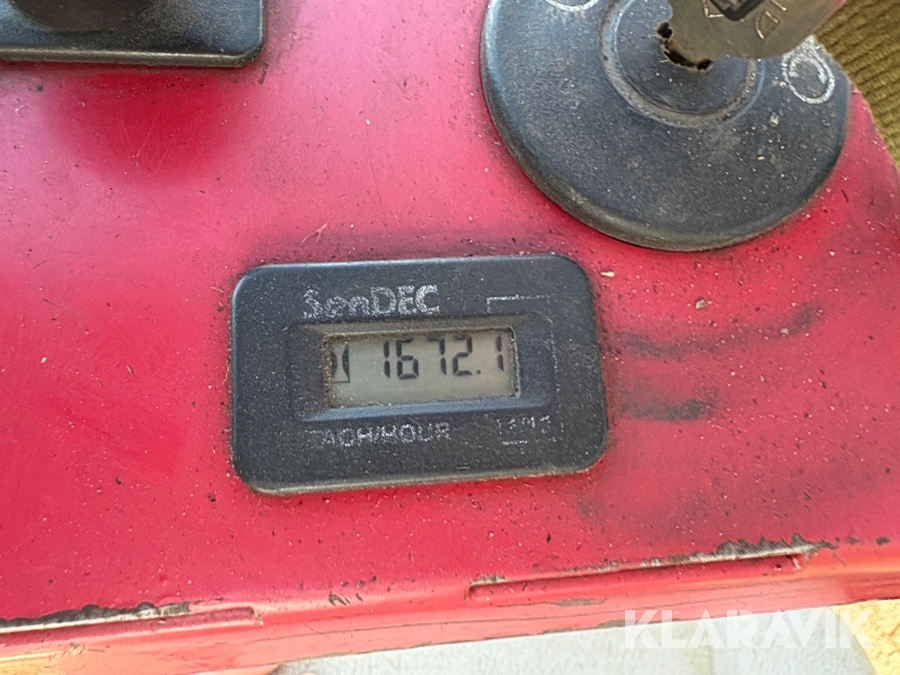 SenDEC
1672.1
TACH/HOUR
KLARAVIK